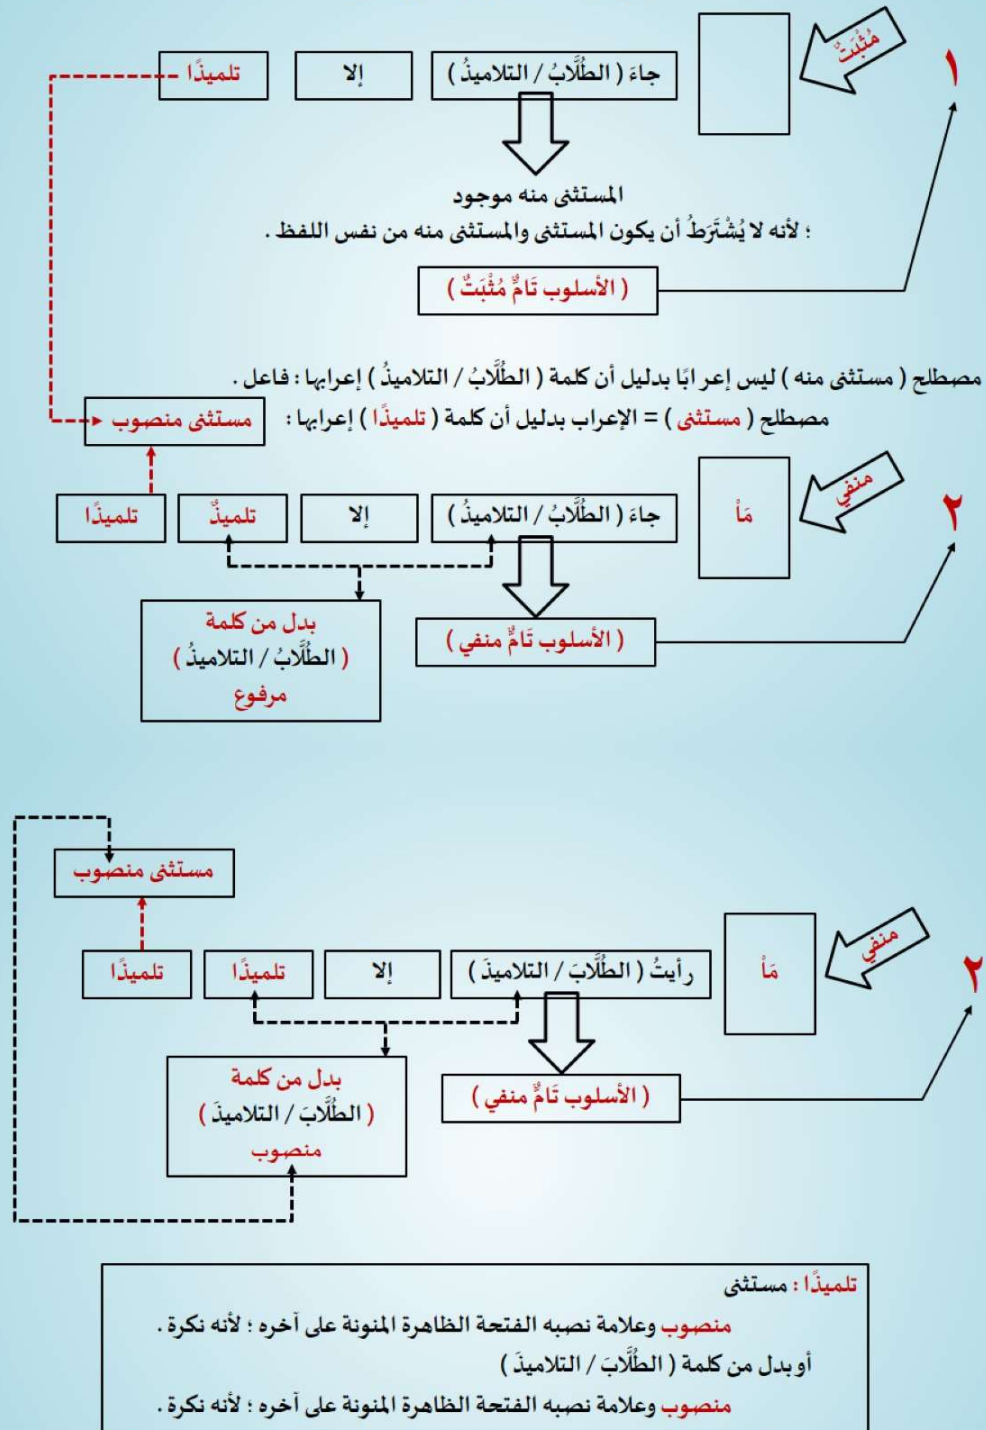 ١
مُثْبَتٌ
جاءَ ( الطُلَّابُ / التلاميذُ )
إلا
تلميذًا
المستثنى منه موجود
؛ لأنه لا يُشْتَرَطُ أن يكون المستثنى والمستثنى منه من نفس اللفظ .
( الأسلوب تَامٌّ مُثْبَتٌ )
مصطلح ( مستثنى منه ) ليس إعرابًا بدليل أن كلمة ( الطُلَّابُ / التلاميذُ ) إعرابها : فاعل .
مصطلح ( مستثنى ) = الإعراب بدليل أن كلمة ( تلميذًا ) إعرابها :
مستثنى منصوب
٢
منفي
مَاْ
جاءَ ( الطُلَّابُ / التلاميذُ )
إلا
تلميذٌ
تلميذًا
( الأسلوب تَامٌّ منفي )
بدل من كلمة
( الطُلَّابُ / التلاميذُ )
مرفوع
مستثنى منصوب
٢
منفي
مَاْ
رأيتُ ( الطُلَّابَ / التلاميذَ )
إلا
تلميذًا
تلميذًا
( الأسلوب تَامٌّ منفي )
بدل من كلمة
( الطُلَّابَ / التلاميذَ )
منصوب
تلميذًا : مستثنى
منصوب وعلامة نصبه الفتحة الظاهرة المنونة على آخره ؛ لأنه نكرة .
أو بدل من كلمة ( الطُلَّابَ / التلاميذَ )
منصوب وعلامة نصبه الفتحة الظاهرة المنونة على آخره ؛ لأنه نكرة .